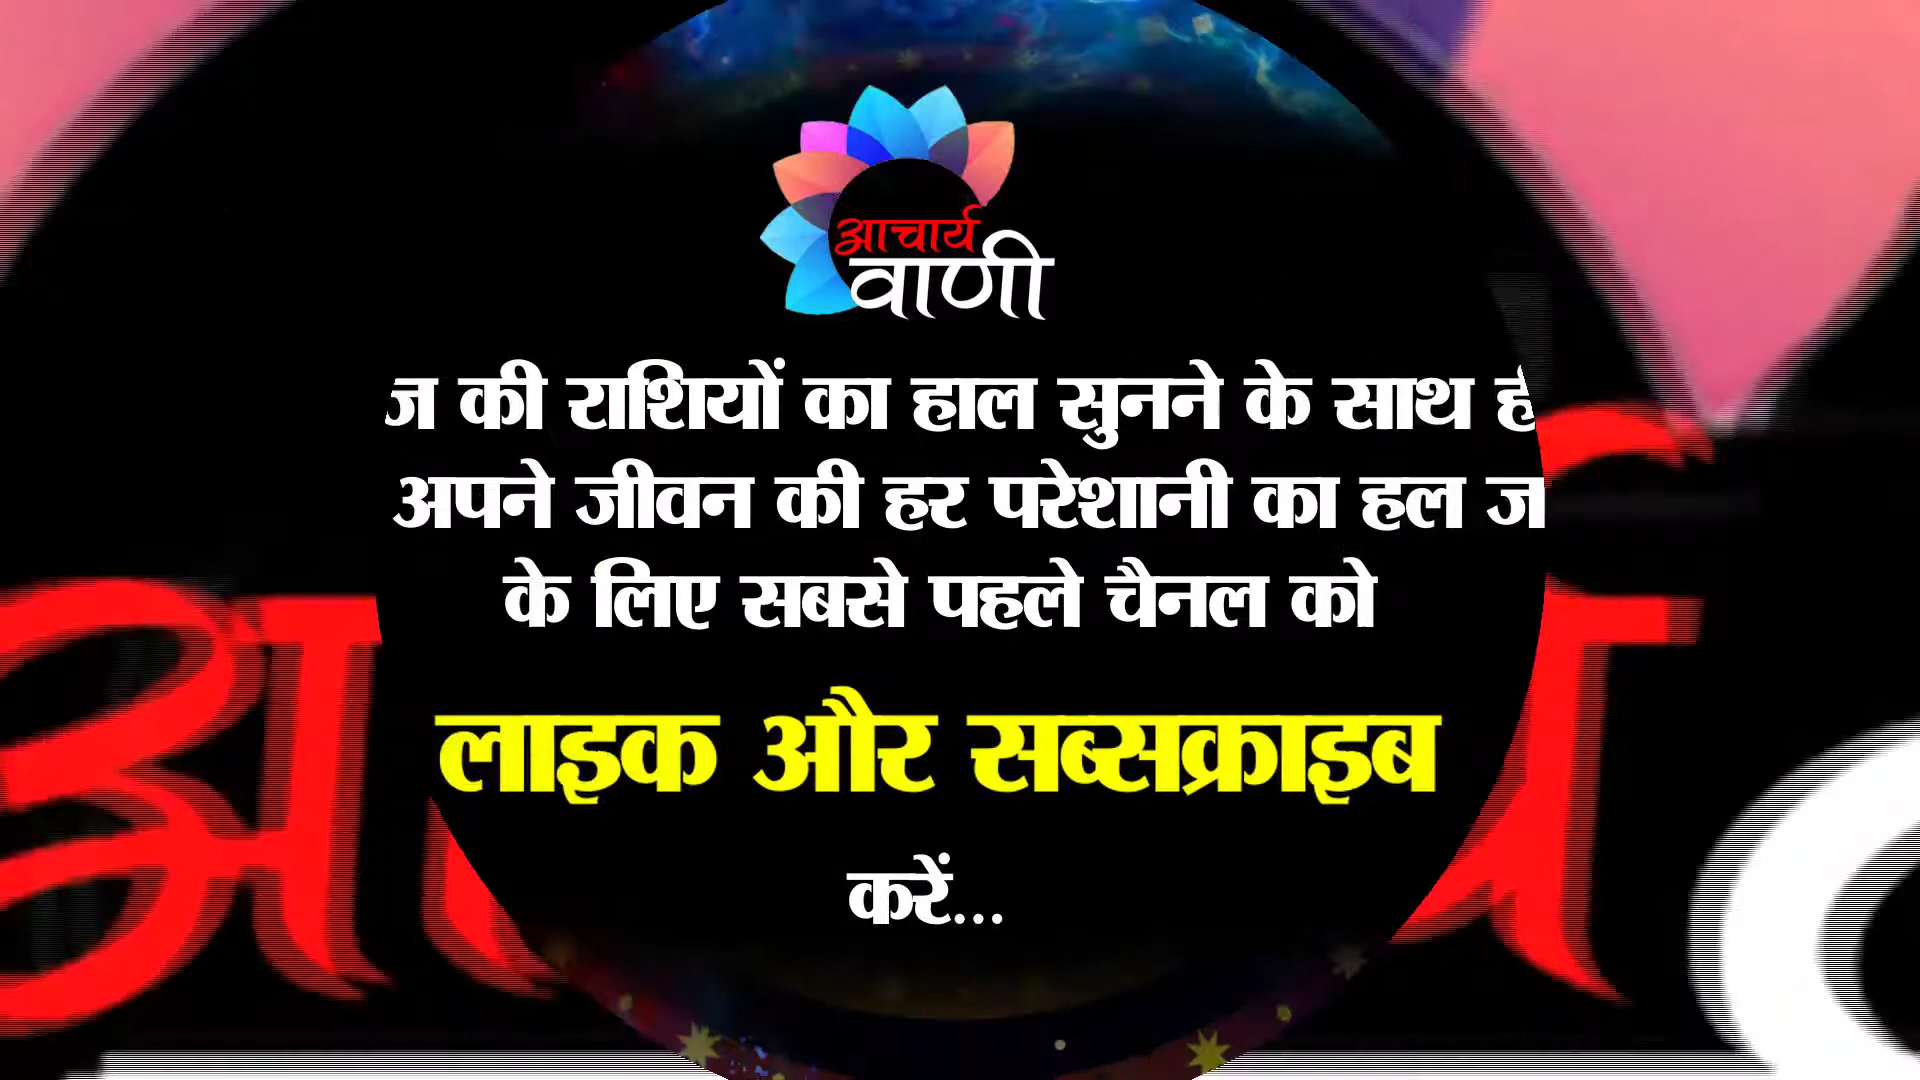 आचार्य
वाणी
ज की राशियों का हाल सुनने के साथ
अपने जीवन की हर परेशानी का हल ज
के लिए सबसे पहले चैनल को
लाइक और सब्सक्राइब
करें...